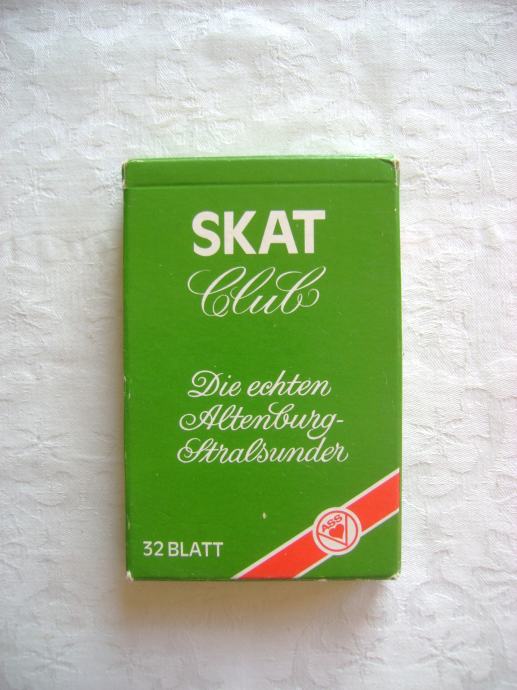 SKAT
Club
Die echten
Altenburg-
Stralsunder
32 BLATT
ASS